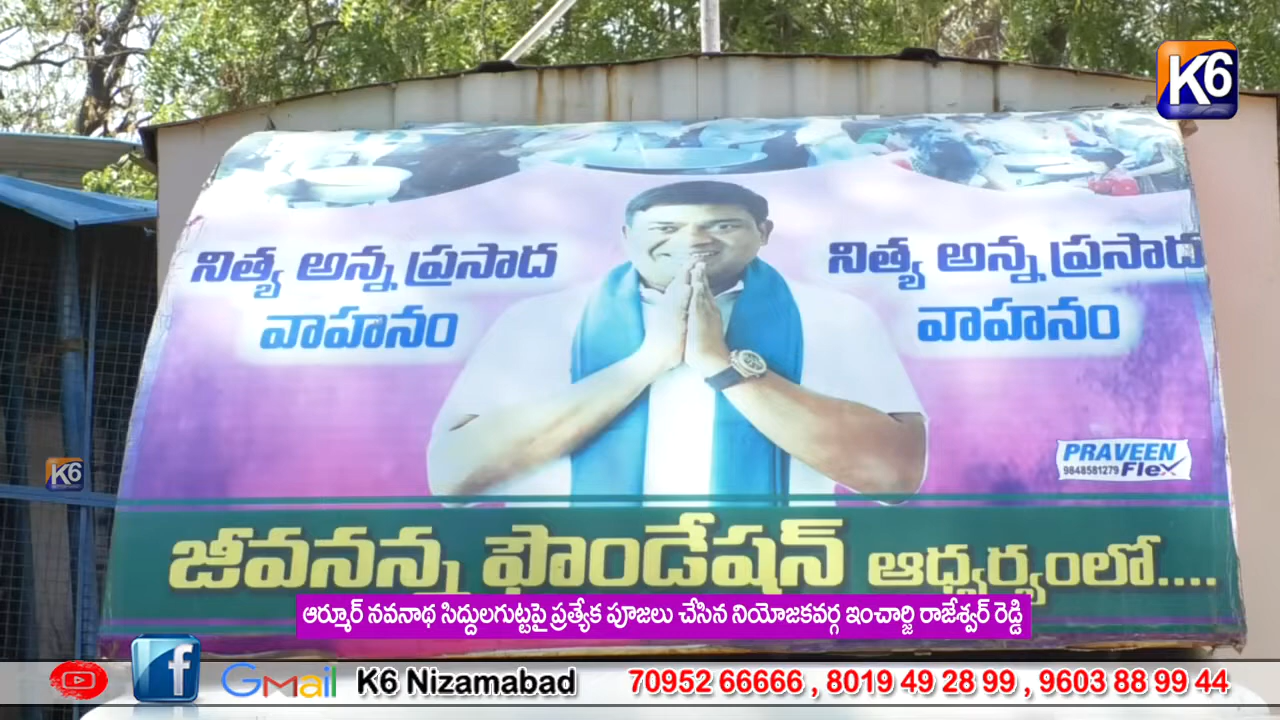 K6
నిత్య అన్న ప్రసాద
వాహనం
నిత్య అన్న ప్రసాద
వాహనం
K6
PRAVEEN
9848581279 Flex
జీవనన్న ఫౌండేషన్ ఆధ్వర్యంలో....
ఆర్మూర్ నవనాథ సిద్దులగుట్టపై ప్రత్యేక పూజలు చేసిన నియోజకవర్గ ఇంచార్జి రాజేశ్వర్ రెడ్డి
f Gmail K6 Nizamabad 70952 66666 , 8019 49 28 99 , 9603 88 99 44